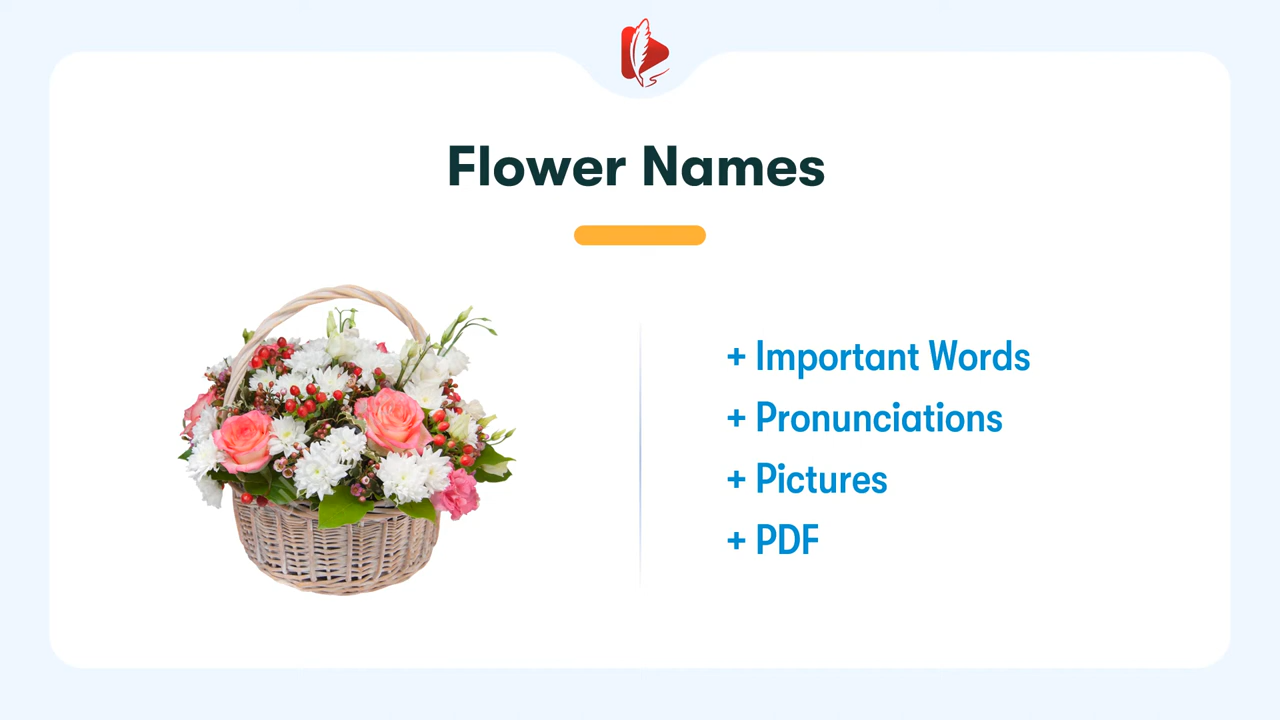 Flower Names
+ Important Words
+ Pronunciations
+ Pictures
+ PDF